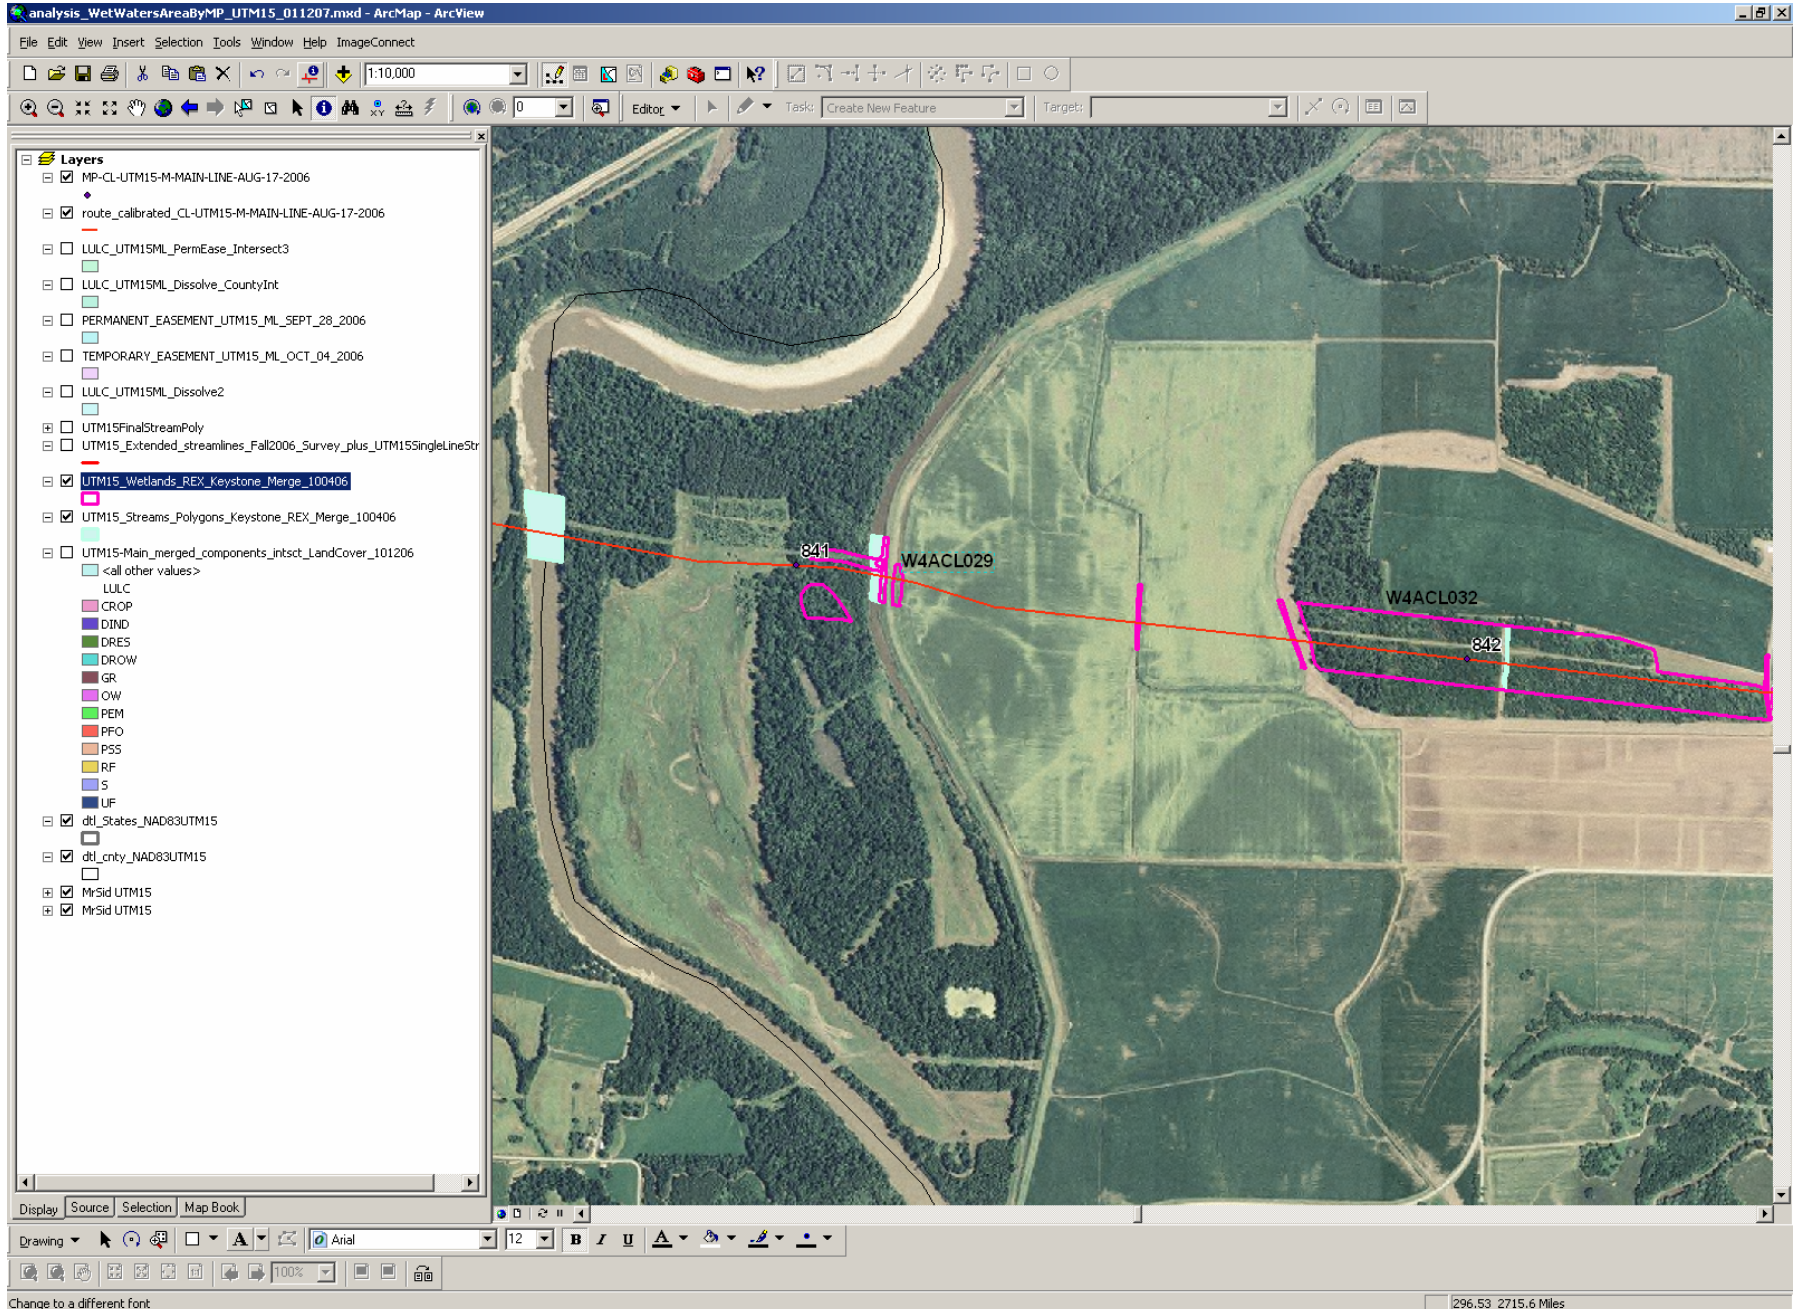 analysis_WetWatersAreaByMP_UTM15_011207.mxd - ArcMap - ArcView
File Edit View Insert Selection Tools Window Help ImageConnect
1:10,000
0
Editor
Task: Create New Feature
Target:
Layers
MP-CL-UTM15-M-MAIN-LINE-AUG-17-2006
route_calibrated_CL-UTM15-M-MAIN-LINE-AUG-17-2006
LULC_UTM15ML_PermEase_Intersect3
LULC_UTM15ML_Dissolve_CountyInt
PERMANENT_EASEMENT_UTM15_ML_SEPT_28_2006
TEMPORARY_EASEMENT_UTM15_ML_OCT_04_2006
LULC_UTM15ML_Dissolve2
UTM15FinalStreamPoly
UTM15_Extended_streamlines_Fall2006_Survey_plus_UTM15SingleLineStr
UTM15_Wetlands_REX_Keystone_Merge_100406
UTM15_Streams_Polygons_Keystone_REX_Merge_100406
UTM15-Main_merged_components_intsct_LandCover_101206
<all other values>
LULC
CROP
DIND
DRES
DROW
GR
OW
PEM
PFO
PSS
RF
S
UF
dtl_States_NAD83UTM15
dtl_cnty_NAD83UTM15
MrSid UTM15
MrSid UTM15
841
W4ACL029
W4ACL032
842
Display Source Selection Map Book
Drawing
A
Arial
12
B I U A
100%
Change to a different font
296.53 2715.6 Miles